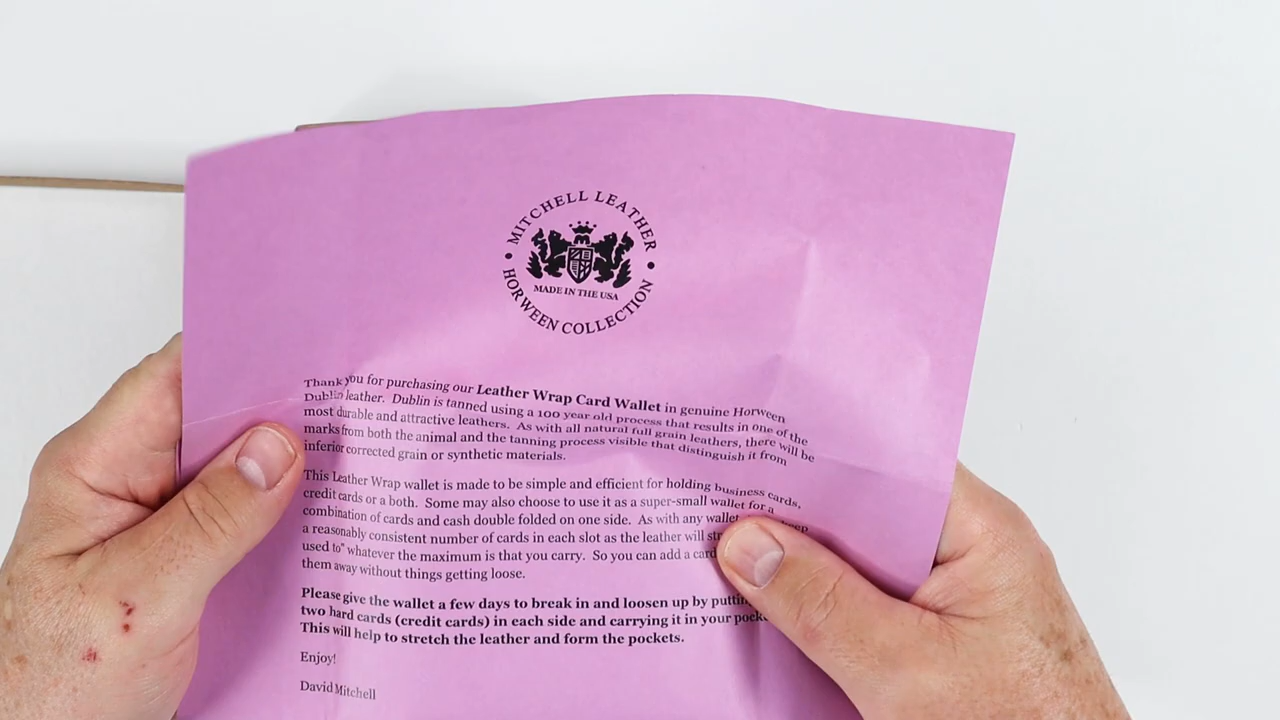 MITCHELL LEATHER
MADE IN THE USA
HORWEEN COLLECTION
Thank you for purchasing our Leather Wrap Card Wallet in genuine Horween
Dublin leather. Dublin is tanned using a 100 year old process that results in one of the
most durable and attractive leathers. As with all natural full grain leathers, there will be
marks from both the animal and the tanning process visible that distinguish it from
inferior corrected grain or synthetic materials.
This Leather Wrap wallet is made to be simple and efficient for holding business cards,
credit cards or a both. Some may also choose to use it as a super-small wallet for a
combination of cards and cash double folded on one side. As with any wallet
a reasonably consistent number of cards in each slot as the leather will
used to" whatever the maximum is that you carry. So you can add a card
them away without things getting loose.
Please give the wallet a few days to break in and loosen up by
two hard cards (credit cards) in each side and carrying it in your
This will help to stretch the leather and form the pockets.
Enjoy!
David Mitchell